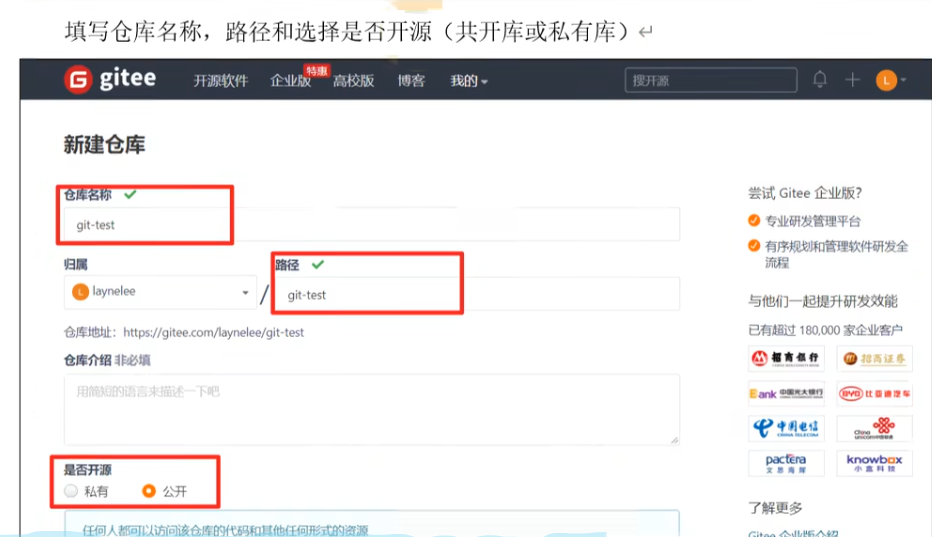 填写仓库名称，路径和选择是否开源（共开库或私有库）
gitee 开源软件 企业版 特惠 高校版 博客 我的 搜开源 L
新建仓库
仓库名称
git-test
归属 路径
L laynelee / git-test
仓库地址：https://gitee.com/laynelee/git-test
仓库介绍 非必填
用简短的语言来描述一下吧
是否开源
私有 公开
任何人都可以访问该仓库的代码和其他任何形式的资源
尝试 Gitee 企业版？
专业研发管理平台
有序规划和管理软件研发全
流程
与他们一起提升研发效能
已有超过 180,000 家企业客户
招商银行 招商证券
Bank 中国光大银行 BYD 比亚迪汽车
中国电信 CHINA TELECOM China unicom中国联通
pactera 文思海辉 knowbox 小盒科技
了解更多
Gitee 企业版介绍